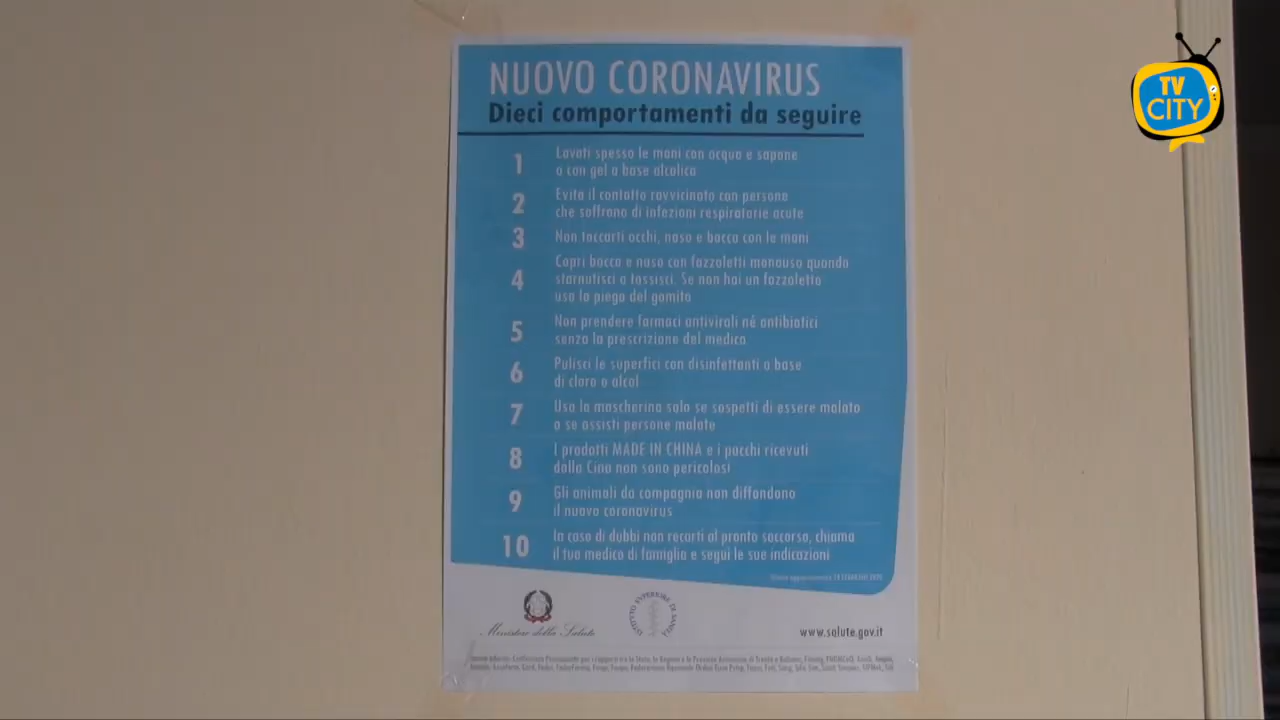 NUOVO CORONAVIRUS
Dieci comportamenti da seguire
1 Lavati spesso le mani con acqua e sapone
o con gel a base alcolica
2 Evita il contatto ravvicinato con persone
che soffrono di infezioni respiratorie acute
3 Non toccarti occhi, naso e bocca con le mani
4 Copri bocca e naso con fazzoletti monouso quando
starnutisci o tossisci. Se non hai un fazzoletto
usa la piega del gomito
5 Non prendere farmaci antivirali né antibiotici
senza la prescrizione del medico
6 Pulisci le superfici con disinfettanti a base
di cloro o alcol
7 Usa la mascherina solo se sospetti di essere malato
o se assisti persone malate
8 I prodotti MADE IN CHINA e i pacchi ricevuti
dalla Cina non sono pericolosi
9 Gli animali da compagnia non diffondono
il nuovo coronavirus
10 In caso di dubbi non recarti al pronto soccorso, chiama
il tuo medico di famiglia e segui le sue indicazioni
Ministero della Salute
ISTITUTO SUPERIORE DI SANITÀ
www.salute.gov.it
TV
CITY